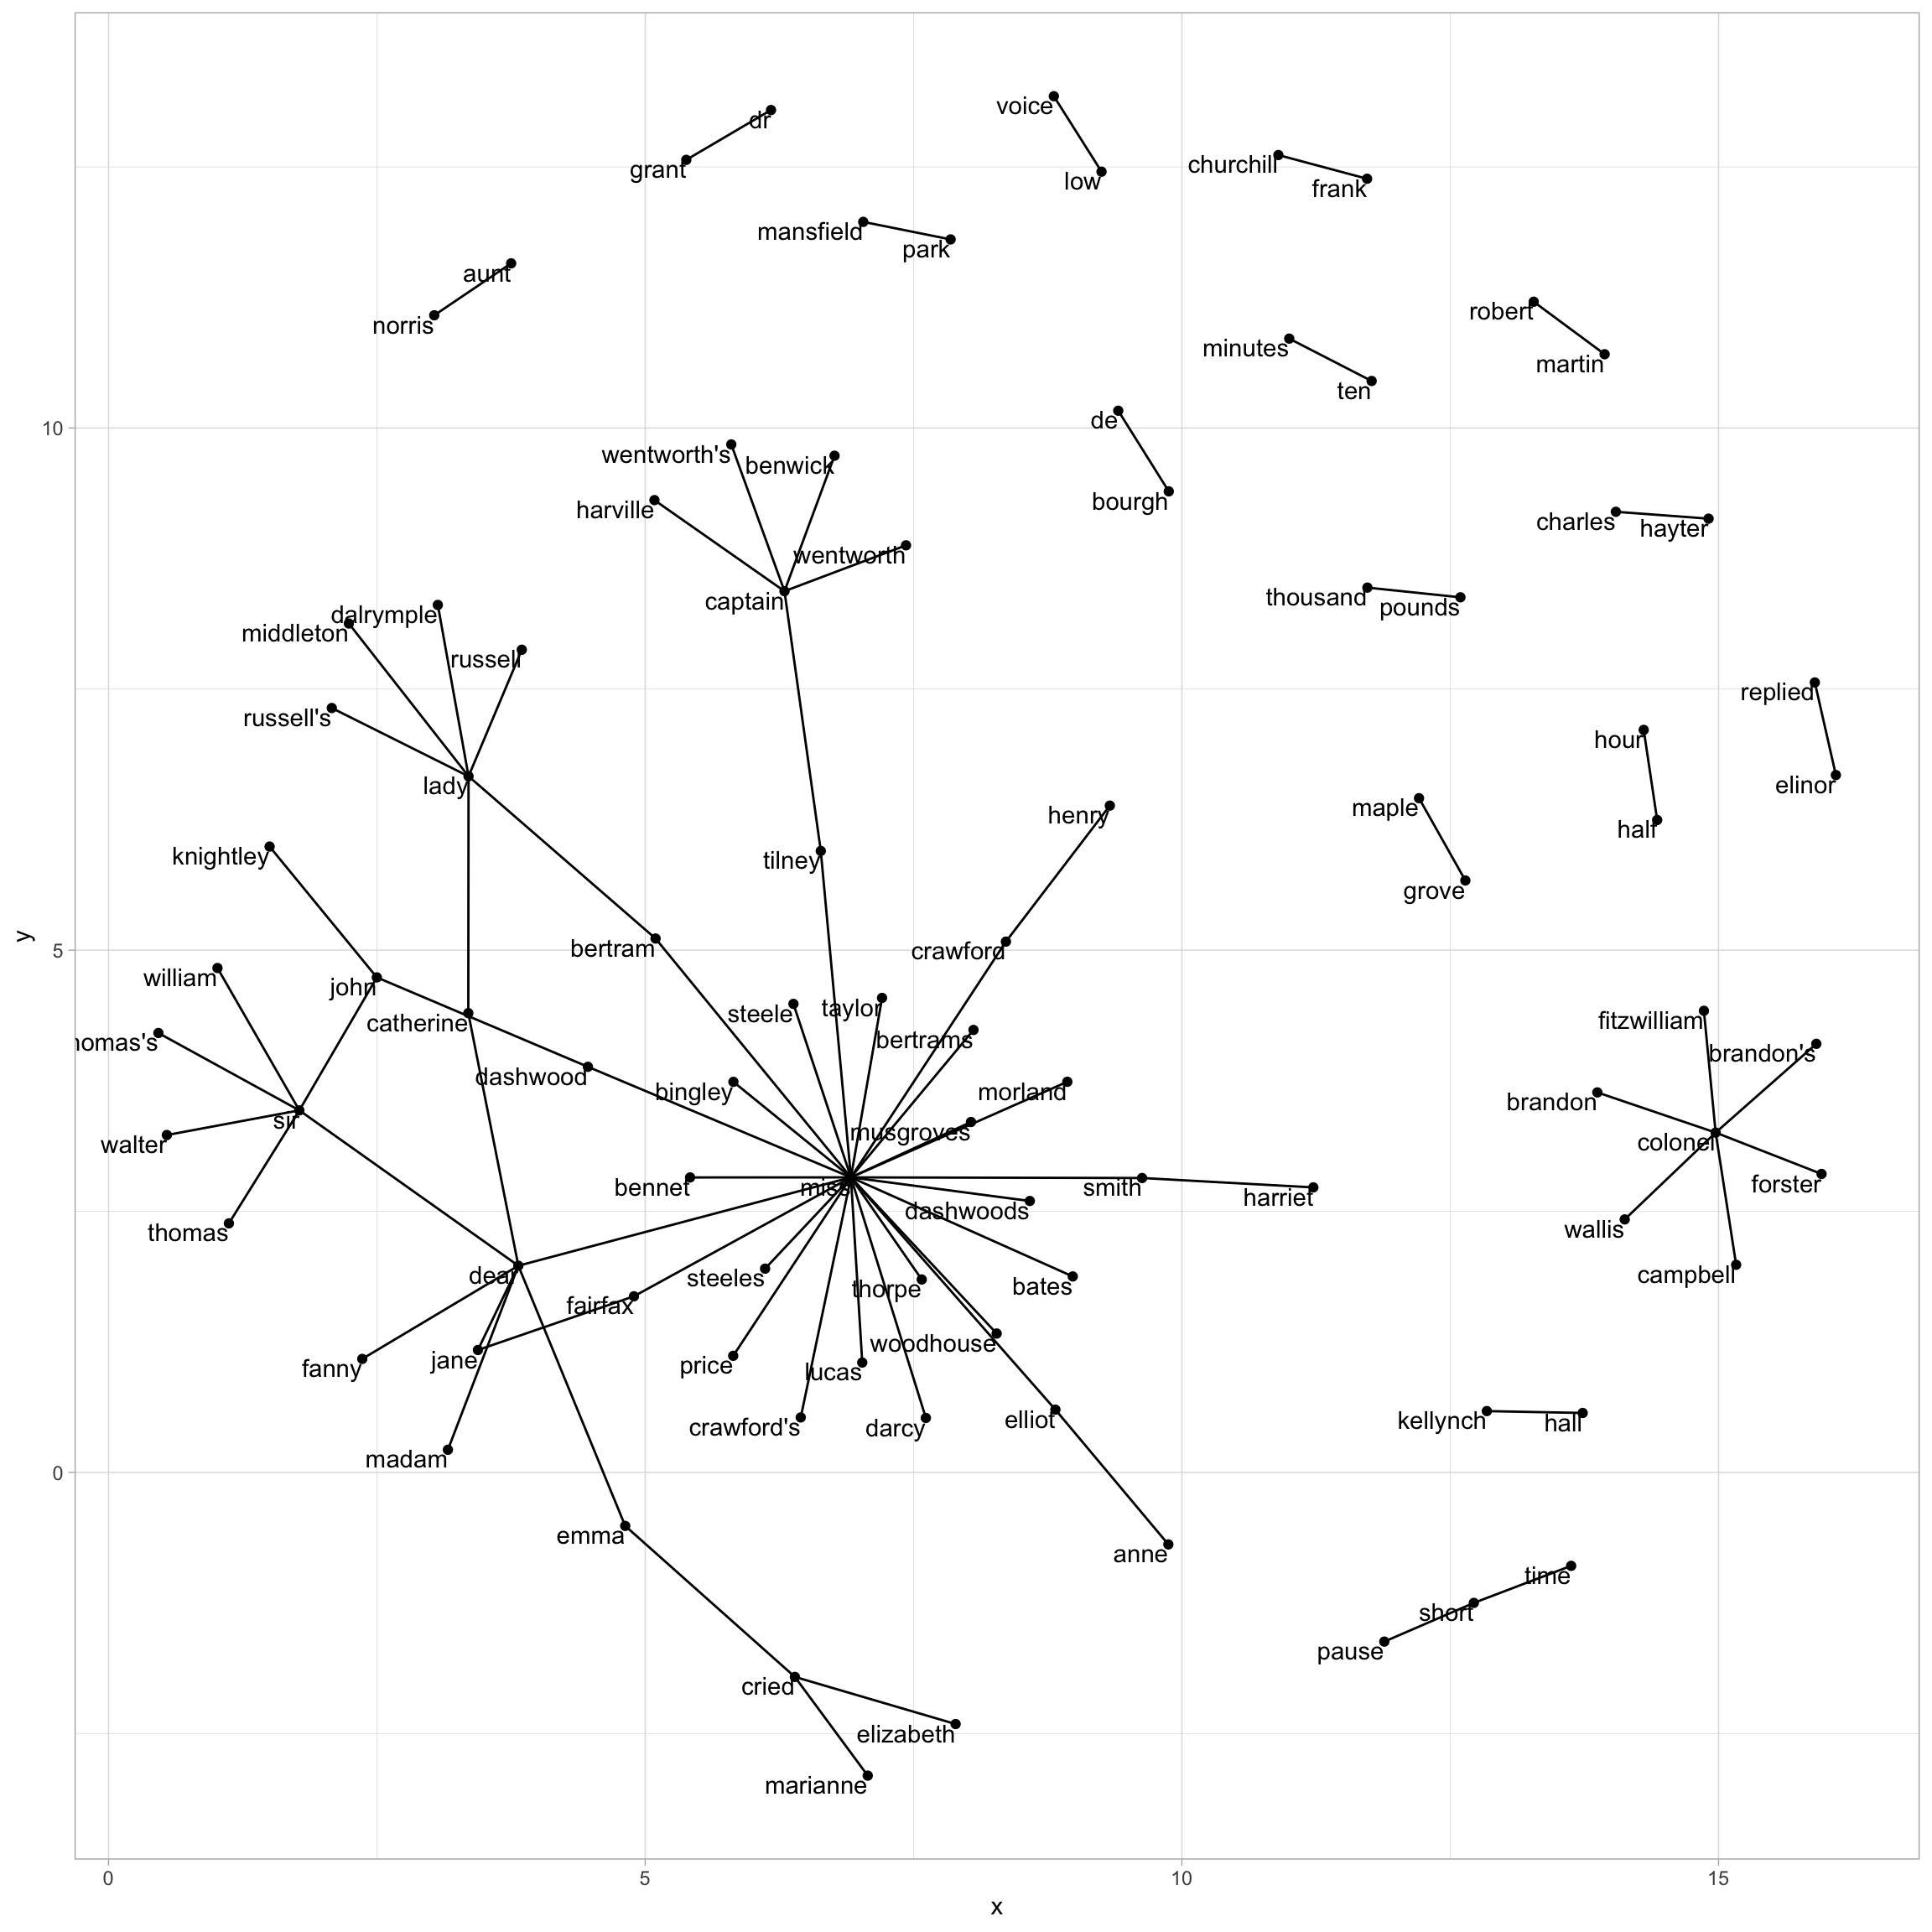 voice
dr
churchill
grant
low
frank
mansfield
park
aunt
robert
norris
minutes
martin
ten
10
de
wentworth's
benwick
bourgh
harville
charles
hayter
wentworth
thousand
captain
pounds
dalrymple
middleton
russell
replied
russell's
hour
lady
elinor
maple
henry
half
knightley
tilney
grove
y
5
bertram
crawford
william
john
steele
taylor
fitzwilliam
catherine
homas's
bertrams
brandon's
dashwood
bingley
morland
brandon
sir
musgroves
walter
colonel
bennet
miss
smith
forster
harriet
dashwoods
thomas
wallis
dear
steeles
campbell
thorpe
bates
fairfax
woodhouse
jane
price
fanny
lucas
elliot
kellynch
hall
crawford's
darcy
madam
0
emma
anne
time
short
pause
cried
elizabeth
marianne
0 5 10 15
x